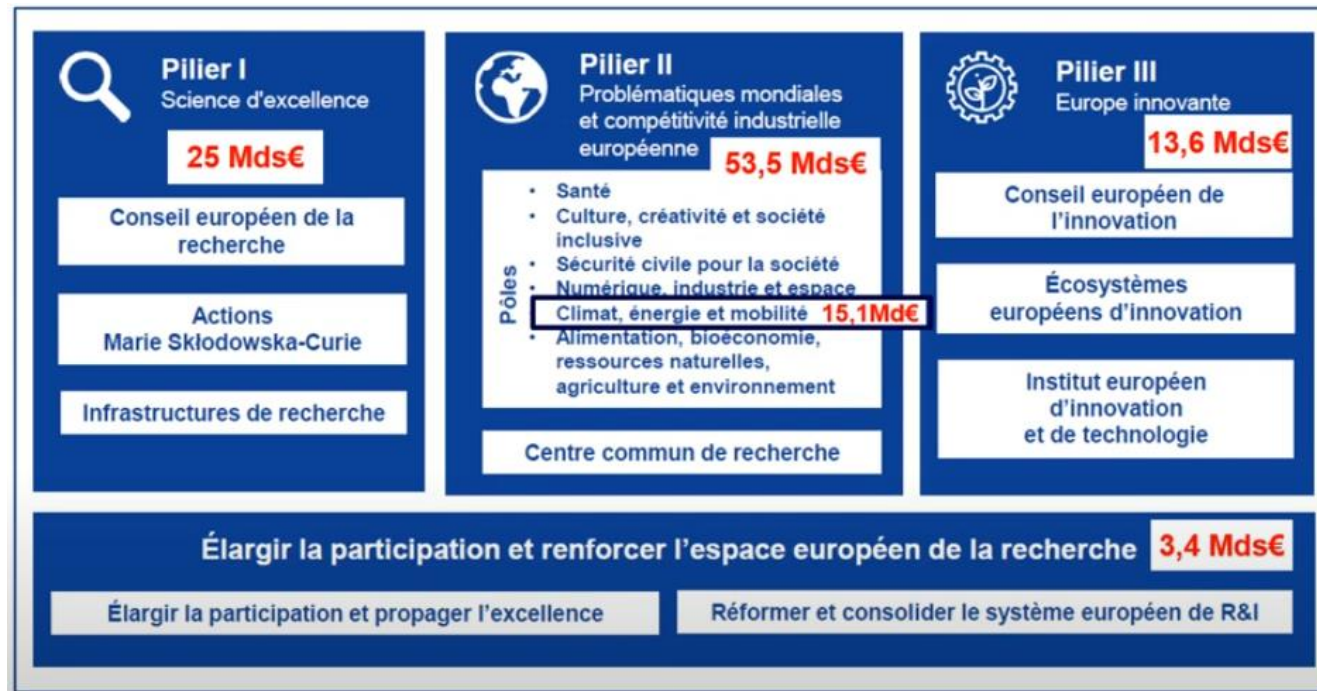 Pilier I
Science d'excellence
25 Mds€
Conseil européen de la
recherche
Actions
Marie Skłodowska-Curie
Infrastructures de recherche
Pilier II
Problématiques mondiales
et compétitivité industrielle
européenne
53,5 Mds€
Pôles
• Santé
• Culture, créativité et société
inclusive
• Sécurité civile pour la société
• Numérique, industrie et espace
Climat, énergie et mobilité 15,1Md€
• Alimentation, bioéconomie,
ressources naturelles,
agriculture et environnement
Centre commun de recherche
Pilier III
Europe innovante
13,6 Mds€
Conseil européen de
l'innovation
Écosystèmes
européens d'innovation
Institut européen
d'innovation
et de technologie
Élargir la participation et renforcer l'espace européen de la recherche 3,4 Mds€
Élargir la participation et propager l'excellence
Réformer et consolider le système européen de R&I